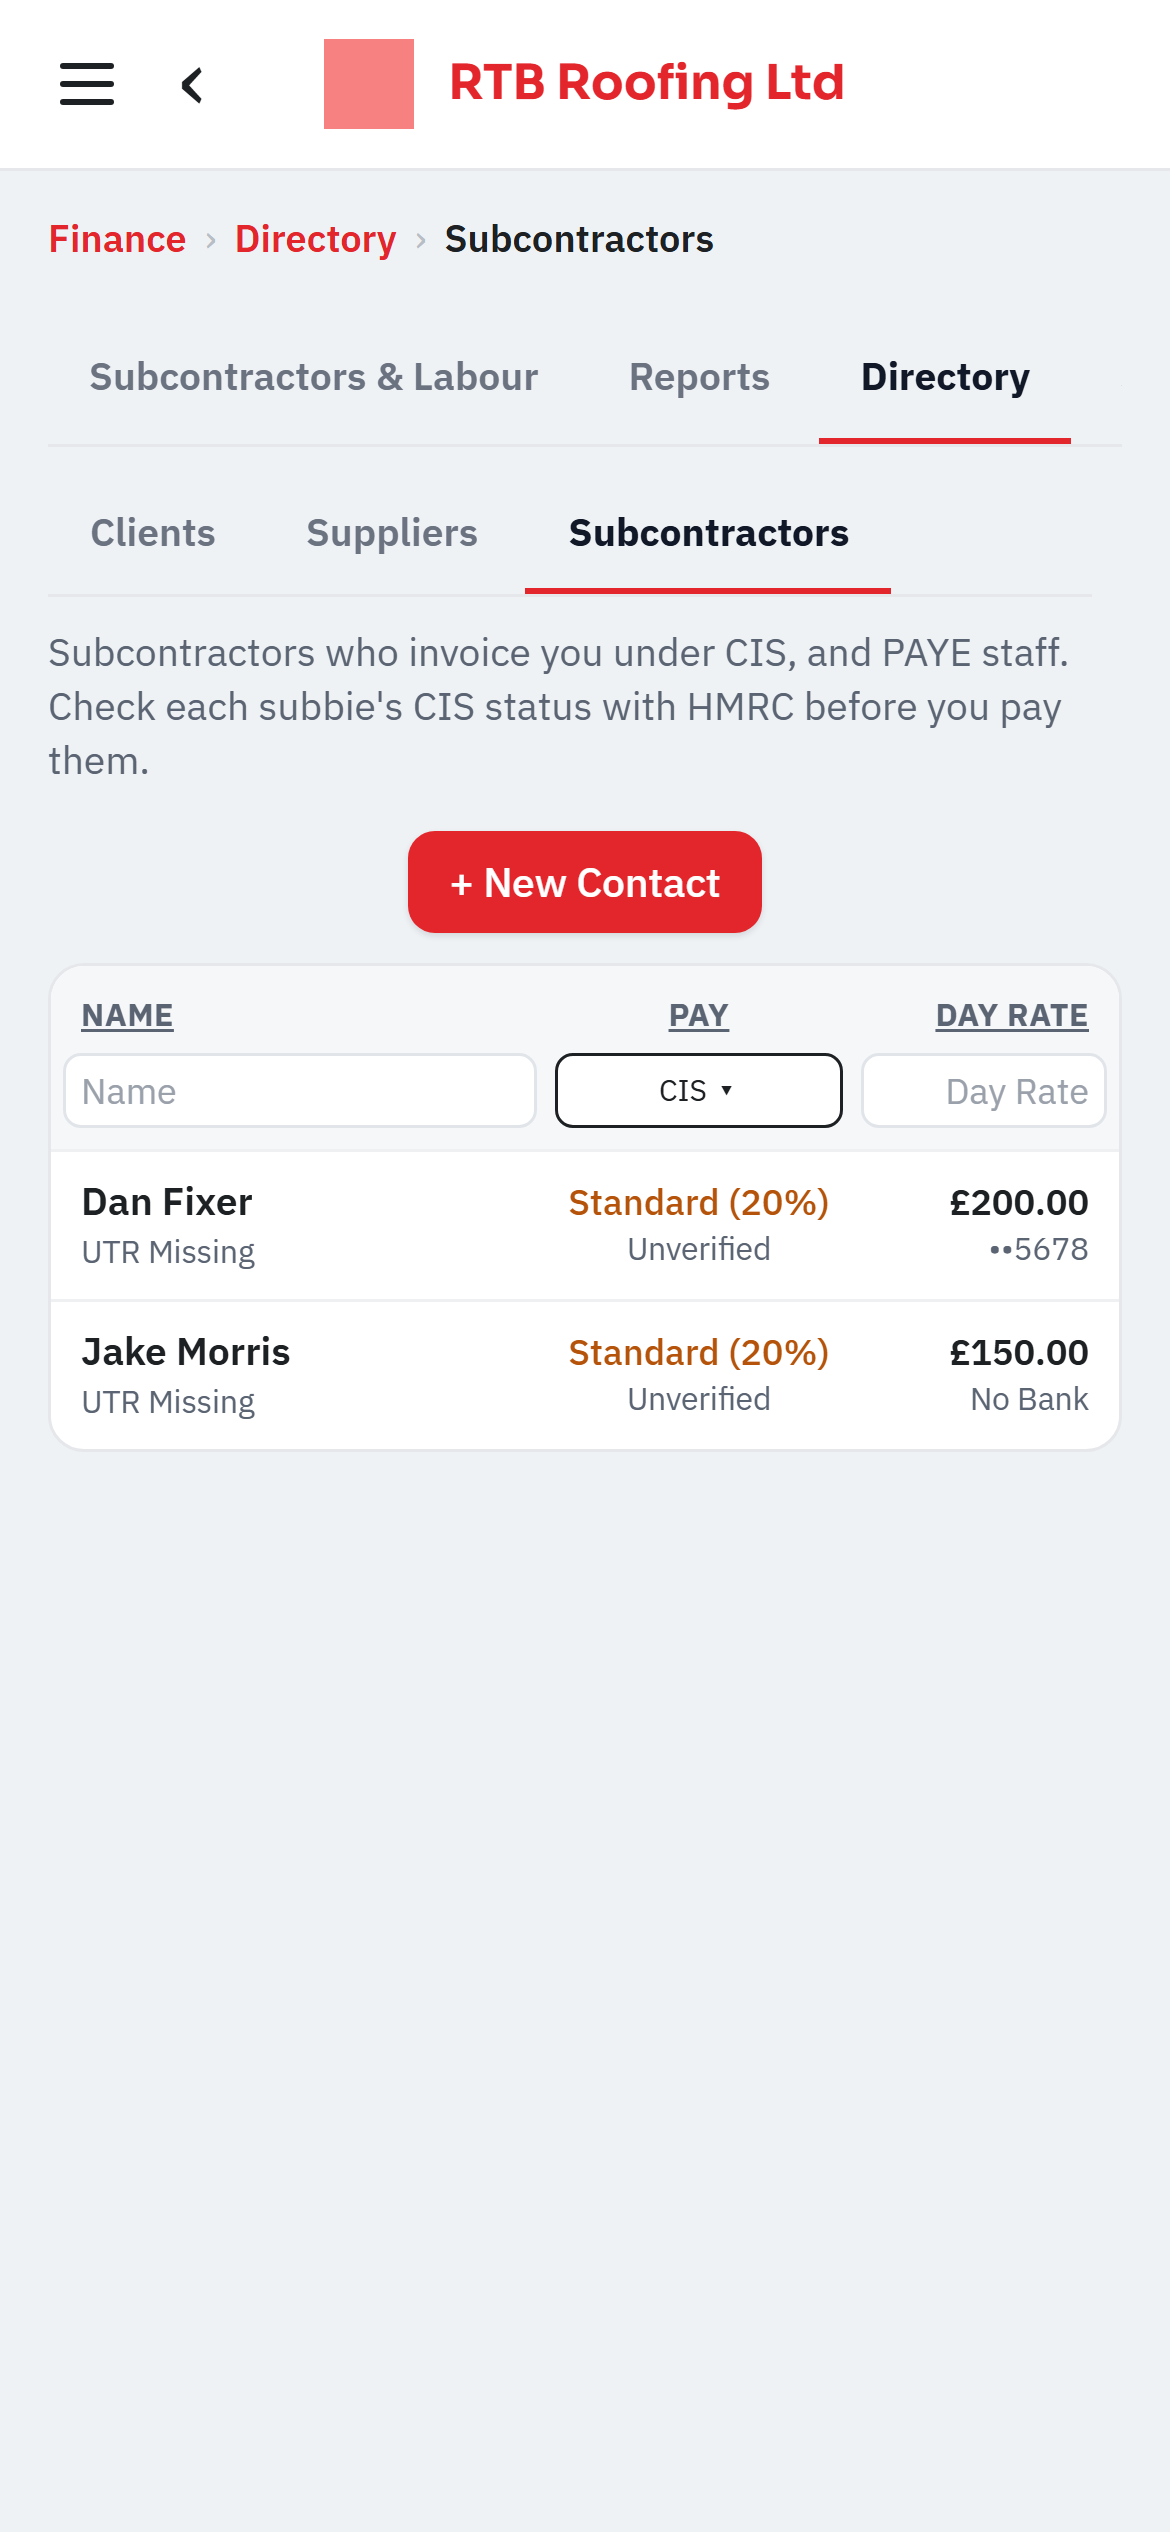 RTB Roofing Ltd
Finance › Directory › Subcontractors
Subcontractors & Labour Reports Directory
Clients Suppliers Subcontractors
Subcontractors who invoice you under CIS, and PAYE staff.
Check each subbie's CIS status with HMRC before you pay
them.
+ New Contact
NAME PAY DAY RATE
Name CIS ▾ Day Rate
Dan Fixer Standard (20%) £200.00
UTR Missing Unverified ••5678
Jake Morris Standard (20%) £150.00
UTR Missing Unverified No Bank